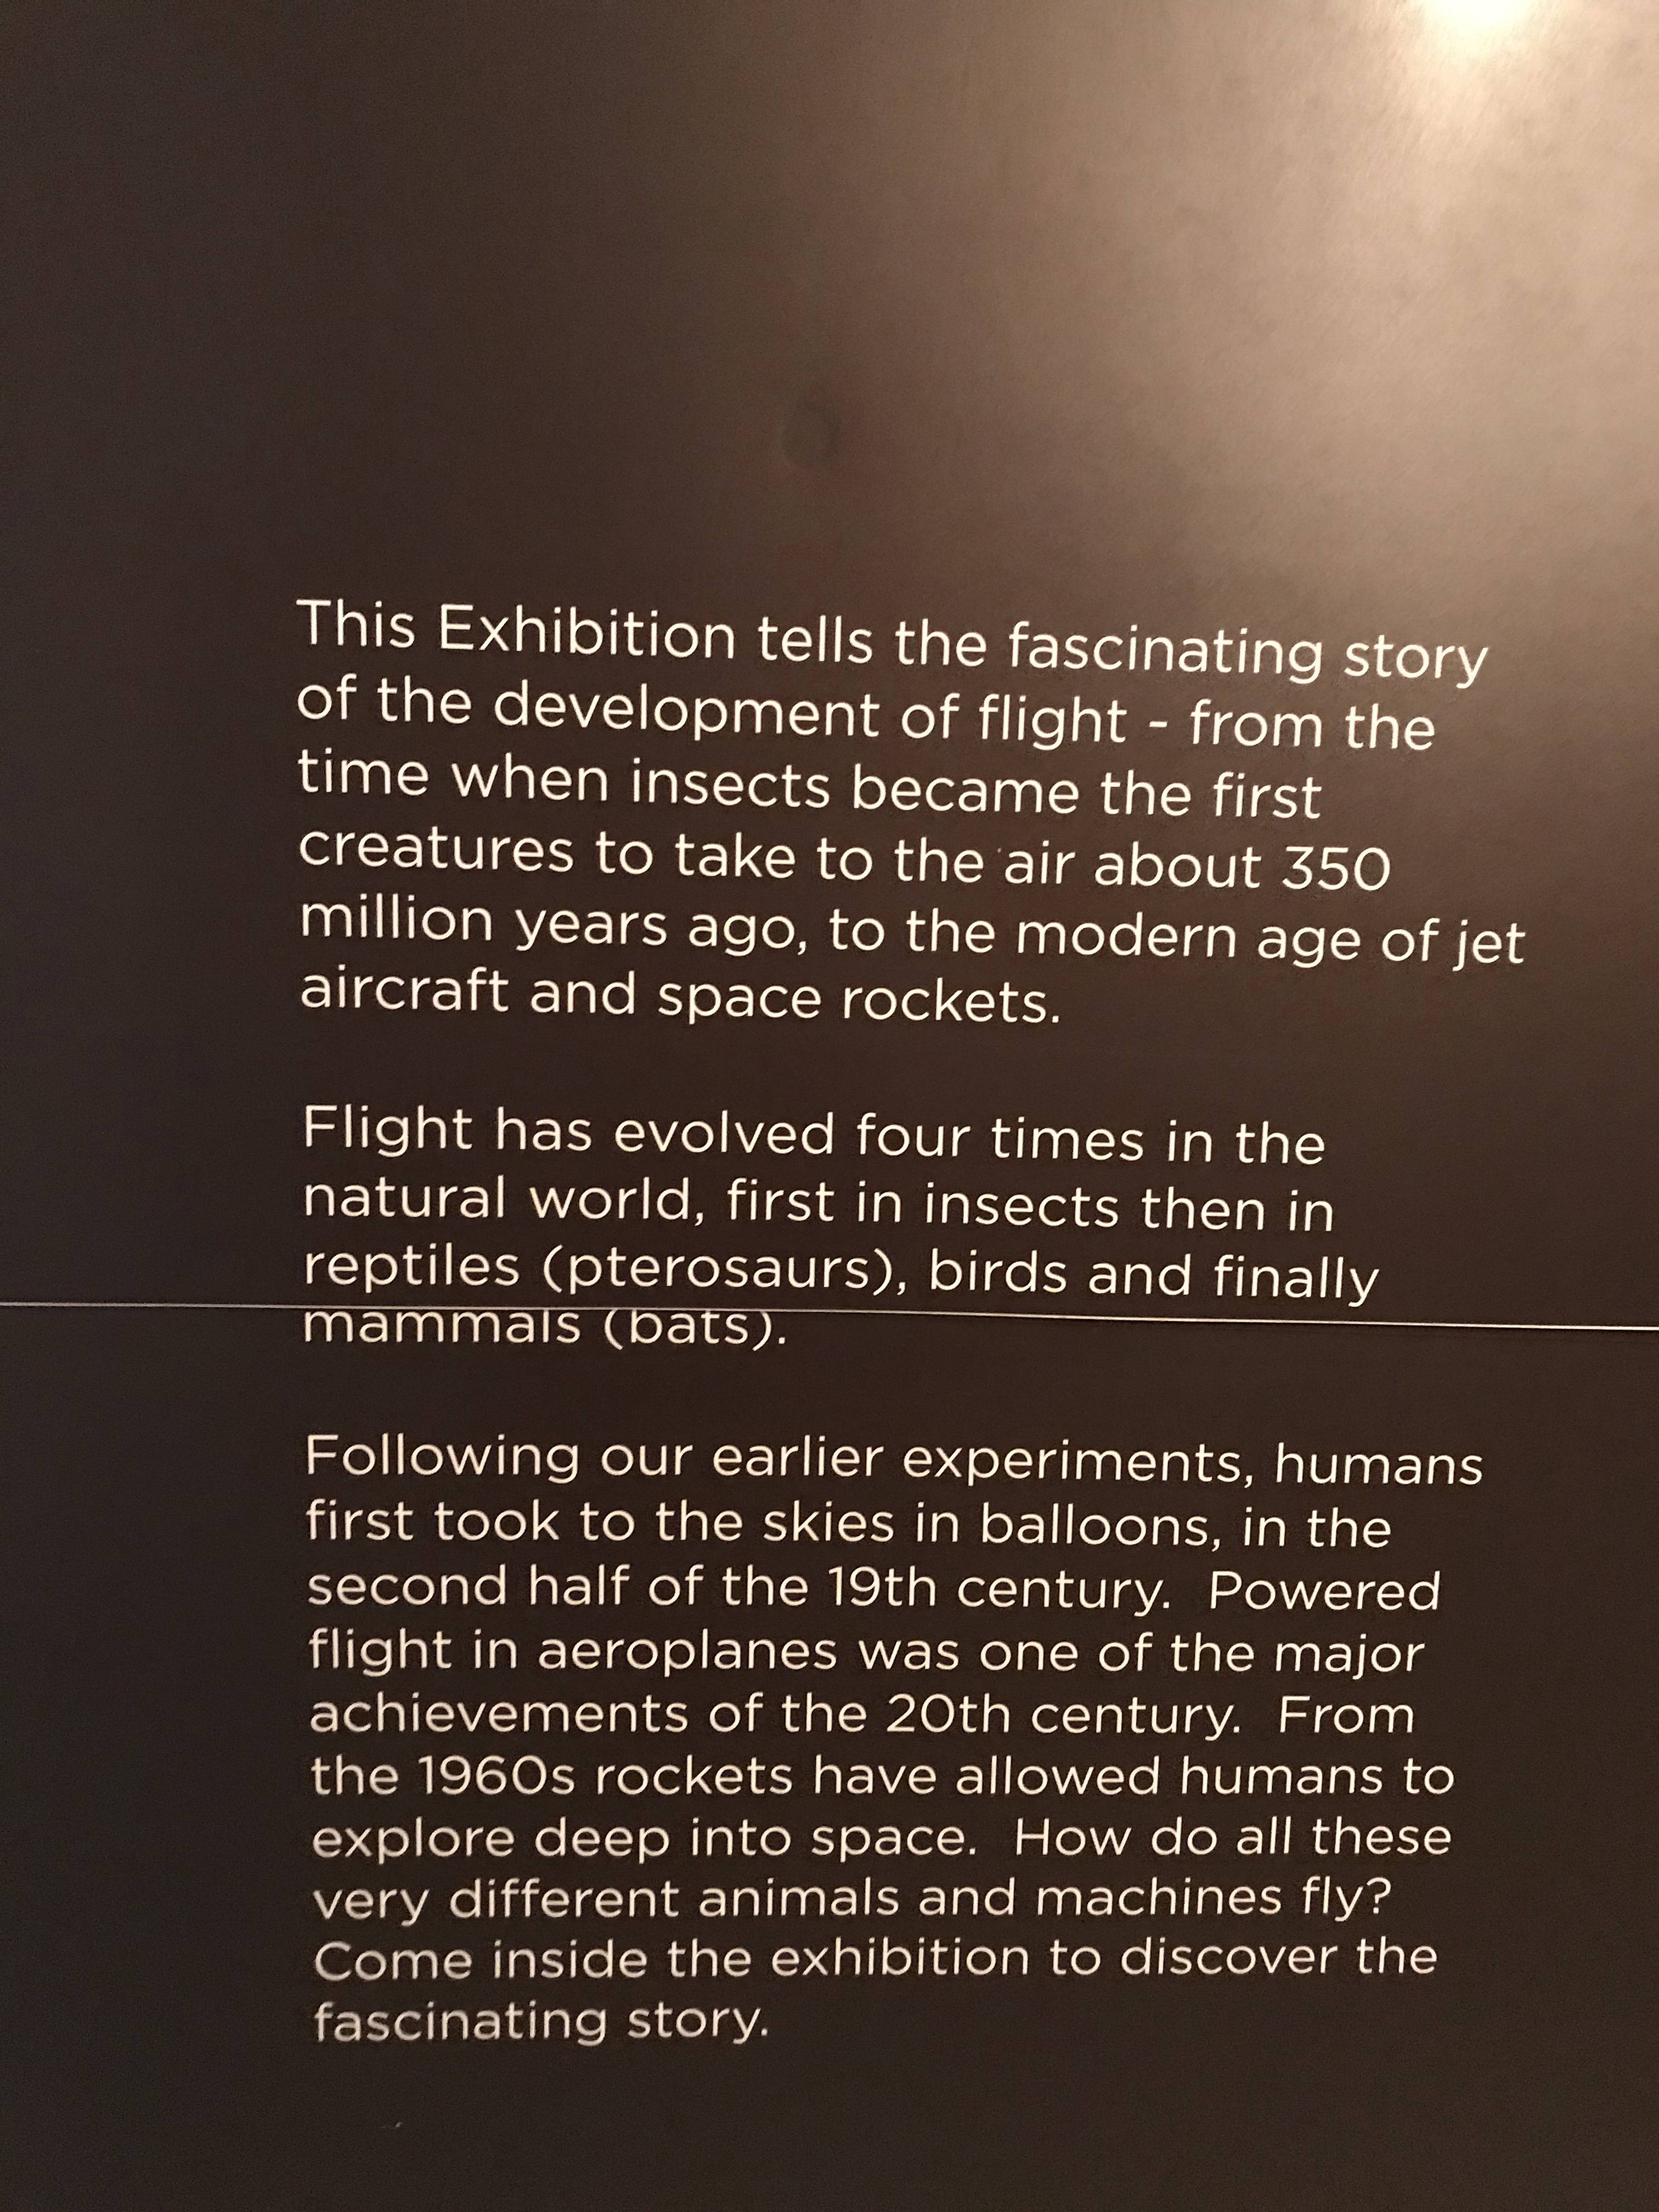 This Exhibition tells the fascinating story
of the development of flight - from the
time when insects became the first
creatures to take to the air about 350
million years ago, to the modern age of jet
aircraft and space rockets.
Flight has evolved four times in the
natural world, first in insects then in
reptiles (pterosaurs), birds and finally
mammals (bats).
Following our earlier experiments, humans
first took to the skies in balloons, in the
second half of the 19th century.  Powered
flight in aeroplanes was one of the major
achievements of the 20th century.  From
the 1960s rockets have allowed humans to
explore deep into space.  How do all these
very different animals and machines fly?
Come inside the exhibition to discover the
fascinating story.